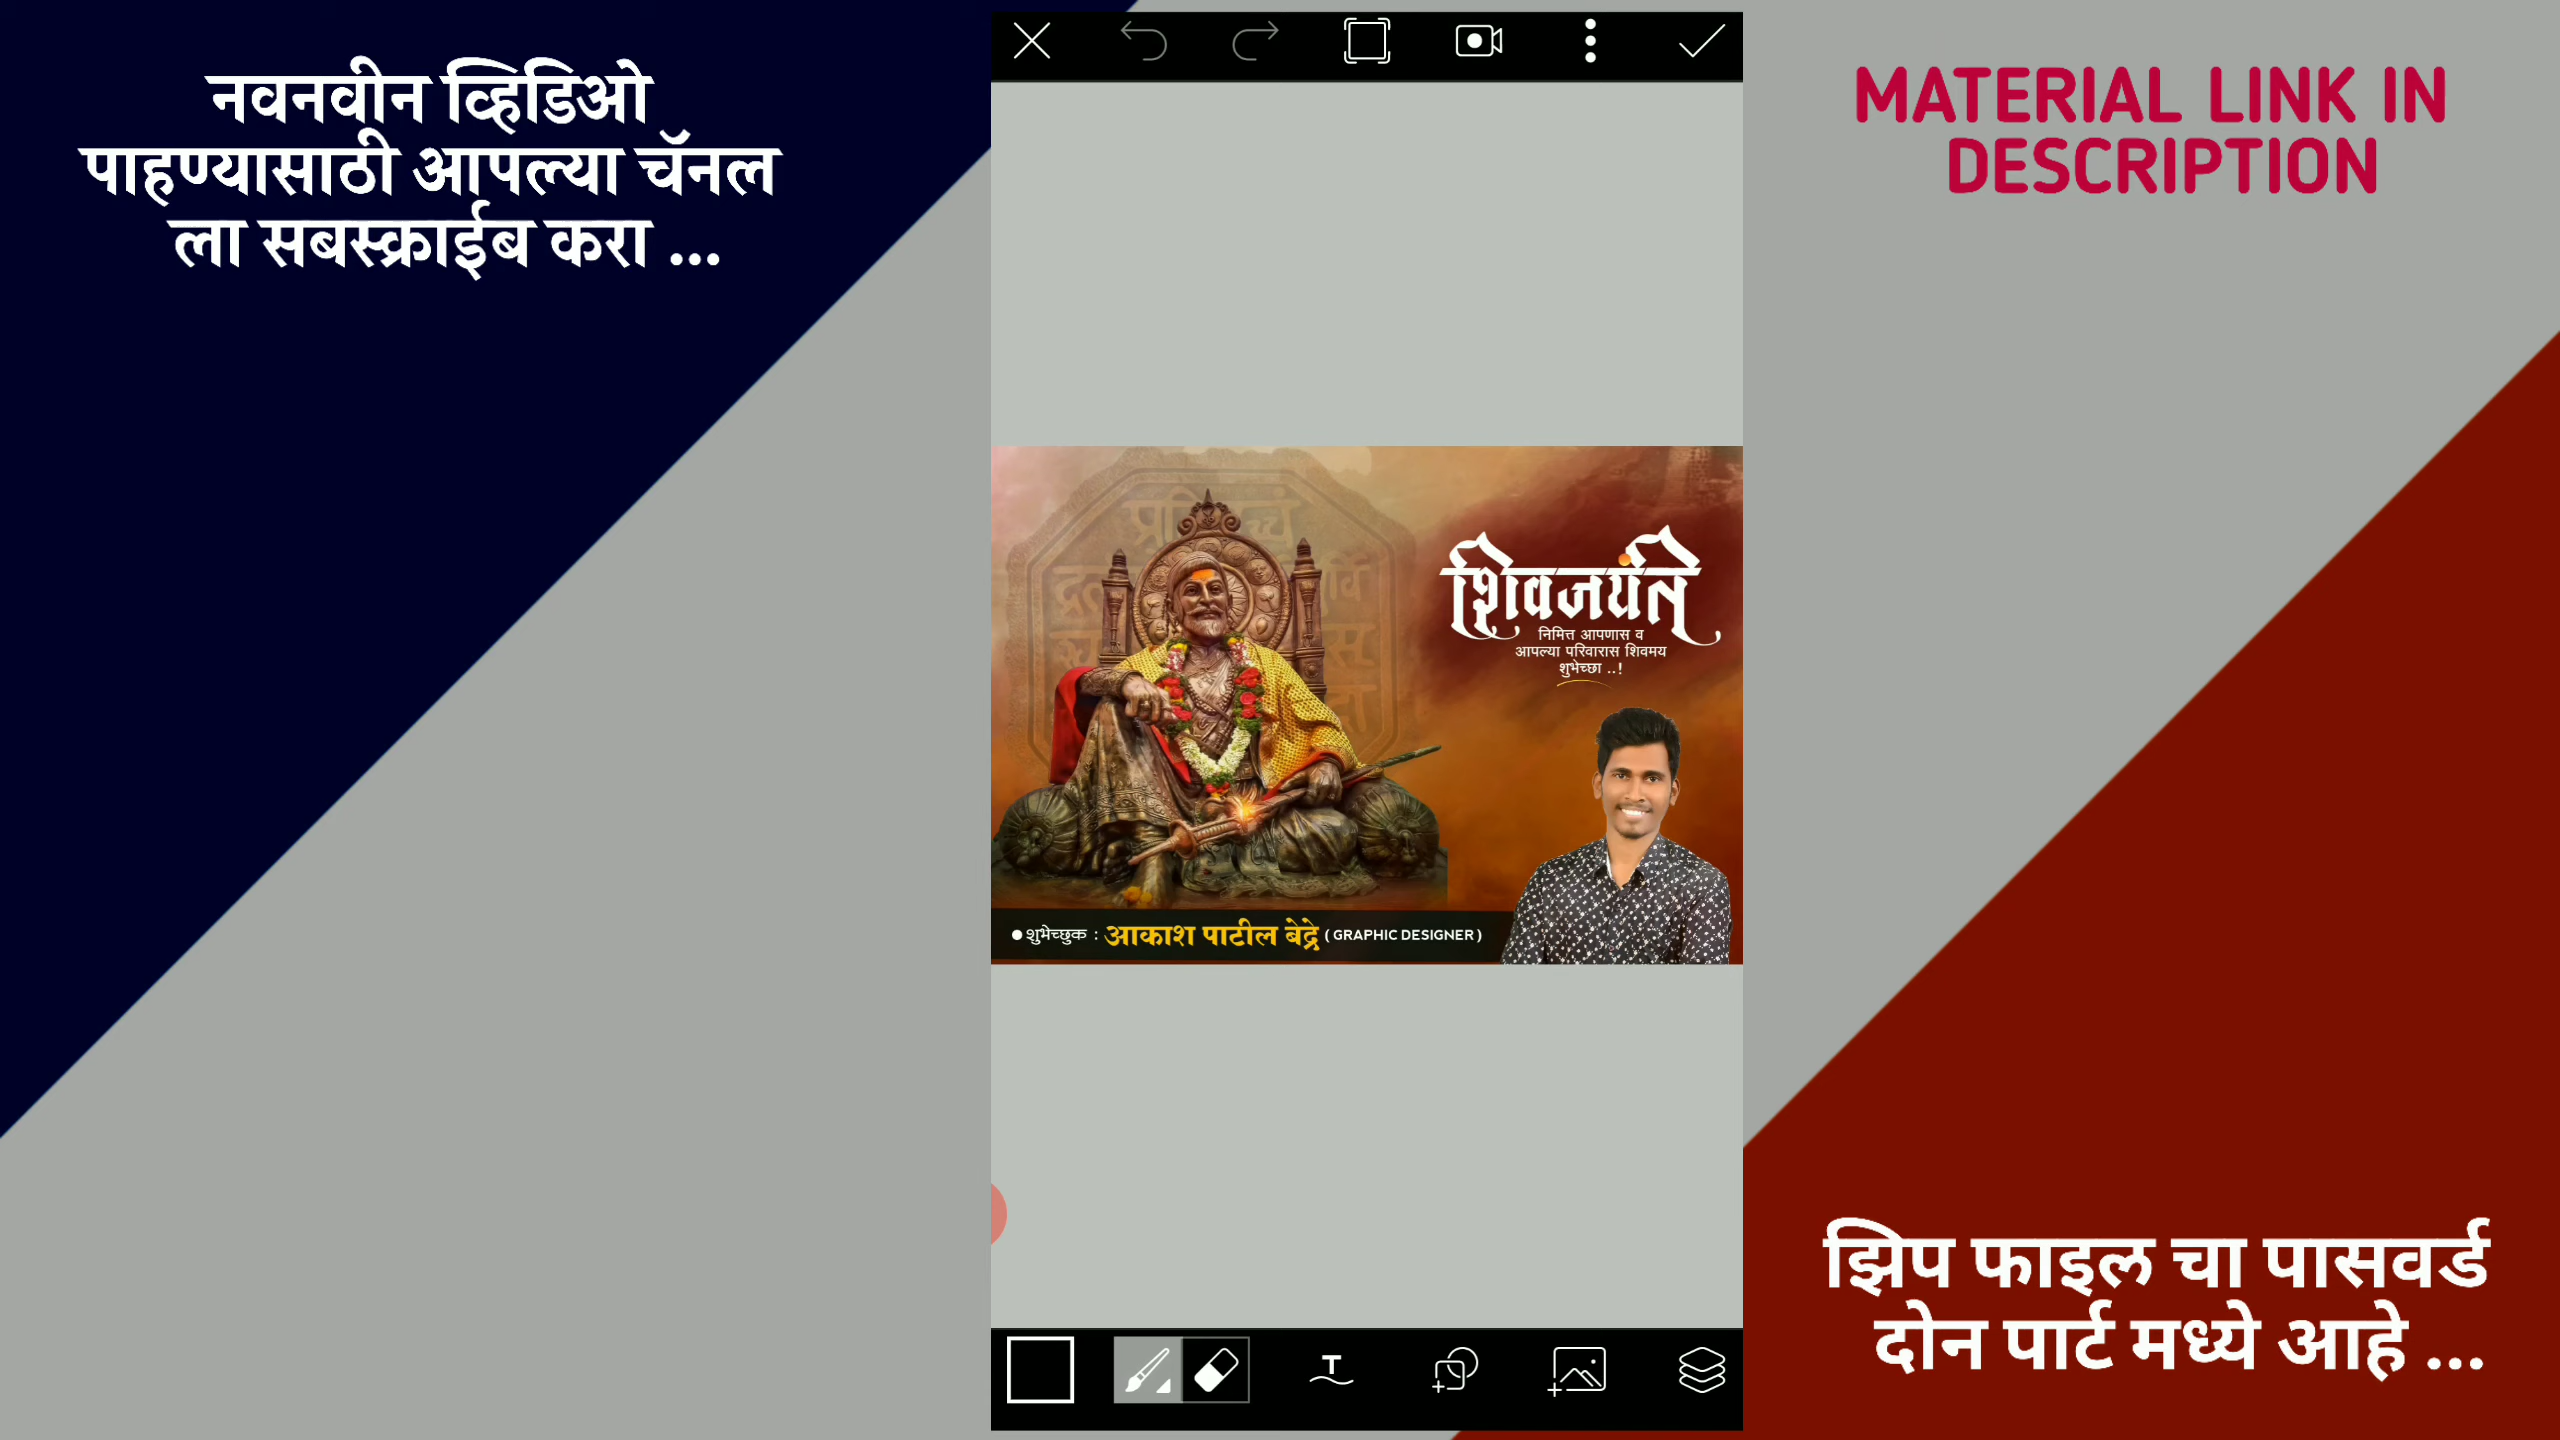 नवनवीन व्हिडिओ
पाहण्यासाठी आपल्या चॅनल
ला सबस्क्राईब करा ...
MATERIAL LINK IN
DESCRIPTION
शिवजयंती
निमित्त आपणास व
आपल्या परिवारास शिवमय
शुभेच्छा ..!
शुभेच्छुक : आकाश पाटील बेद्रे ( GRAPHIC DESIGNER )
झिप फाइल चा पासवर्ड
दोन पार्ट मध्ये आहे ...